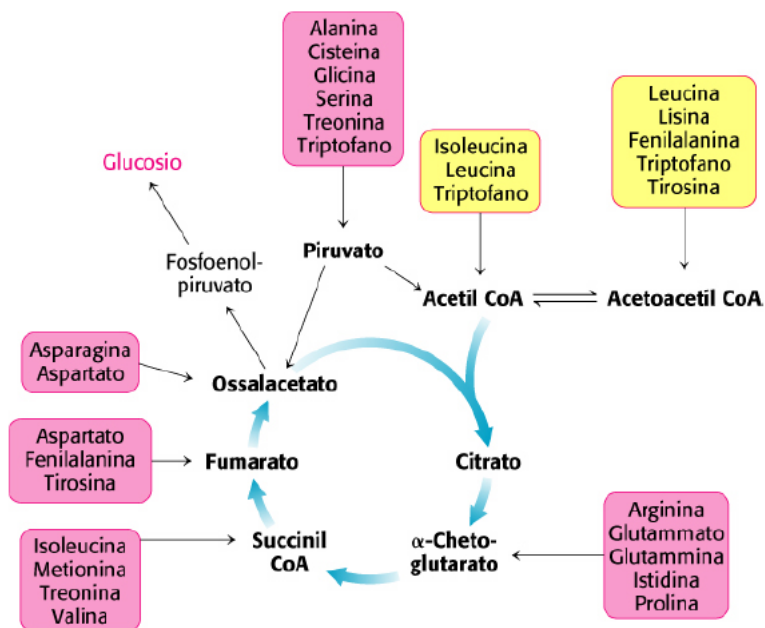 Alanina
Cisteina
Glicina
Serina
Treonina
Triptofano
Isoleucina
Leucina
Triptofano
Leucina
Lisina
Fenilalanina
Triptofano
Tirosina
Glucosio
Fosfoenol-
piruvato
Piruvato
Acetil CoA
Acetoacetil CoA
Asparagina
Aspartato
Ossalacetato
Aspartato
Fenilalanina
Tirosina
Fumarato
Citrato
Isoleucina
Metionina
Treonina
Valina
Succinil
CoA
α-Cheto-
glutarato
Arginina
Glutammato
Glutammina
Istidina
Prolina